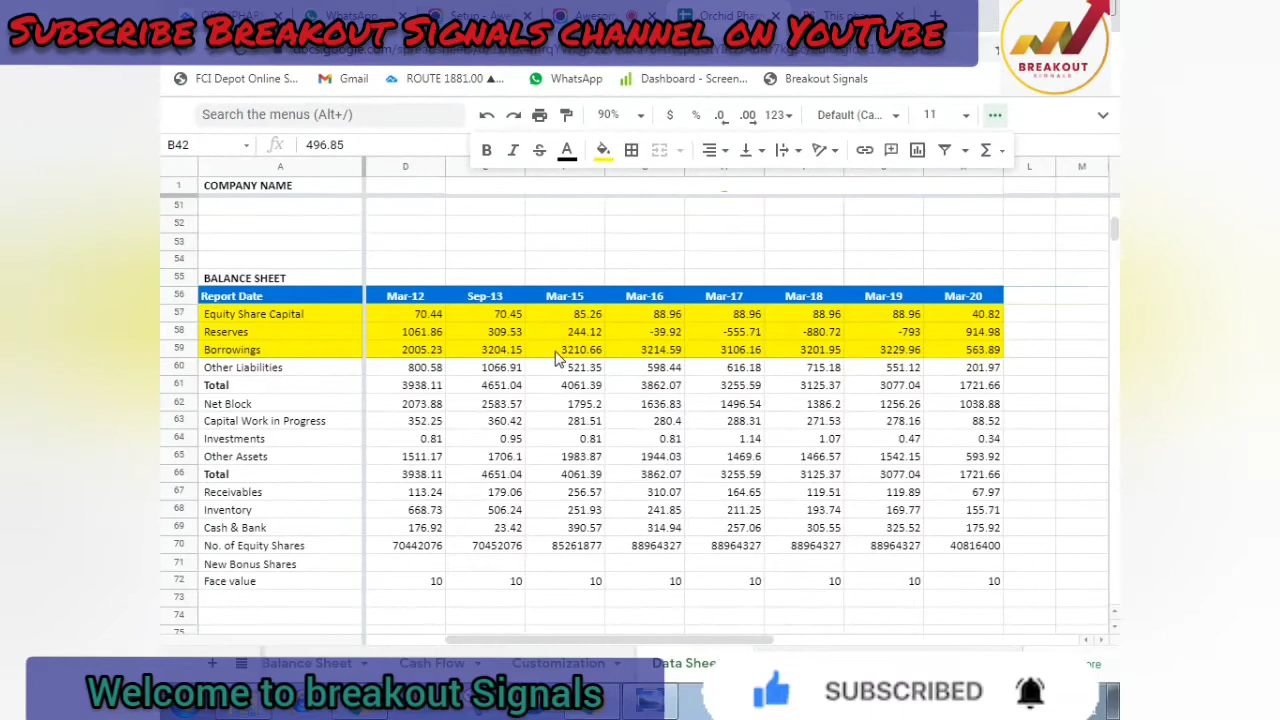 Subscribe Breakout Signals channel on YouTube
BREAKOUT
SIGNALS
WhatsApp
Orchid Pha
FCI Depot Online S... Gmail ROUTE 1881.00 ▲... WhatsApp Dashboard - Screen... Breakout Signals
Search the menus (Alt+/) 90% $ % .0 .00 123 Default (Ca... 11 ...
B42 fx 496.85 B I S A Σ
A D L M
1 COMPANY NAME
51
52
53
54
55 BALANCE SHEET
56 Report Date Mar-12 Sep-13 Mar-15 Mar-16 Mar-17 Mar-18 Mar-19 Mar-20
57 Equity Share Capital 70.44 70.45 85.26 88.96 88.96 88.96 88.96 40.82
58 Reserves 1061.86 309.53 244.12 -39.92 -555.71 -880.72 -793 914.98
59 Borrowings 2005.23 3204.15 3210.66 3214.59 3106.16 3201.95 3229.96 563.89
60 Other Liabilities 800.58 1066.91 521.35 598.44 616.18 715.18 551.12 201.97
61 Total 3938.11 4651.04 4061.39 3862.07 3255.59 3125.37 3077.04 1721.66
62 Net Block 2073.88 2583.57 1795.2 1636.83 1496.54 1386.2 1256.26 1038.88
63 Capital Work in Progress 352.25 360.42 281.51 280.4 288.31 271.53 278.16 88.52
64 Investments 0.81 0.95 0.81 0.81 1.14 1.07 0.47 0.34
65 Other Assets 1511.17 1706.1 1983.87 1944.03 1469.6 1466.57 1542.15 593.92
66 Total 3938.11 4651.04 4061.39 3862.07 3255.59 3125.37 3077.04 1721.66
67 Receivables 113.24 179.06 256.57 310.07 164.65 119.51 119.89 67.97
68 Inventory 668.73 506.24 251.93 241.85 211.25 193.74 169.77 155.71
69 Cash & Bank 176.92 23.42 390.57 314.94 257.06 305.55 325.52 175.92
70 No. of Equity Shares 70442076 70452076 85261877 88964327 88964327 88964327 88964327 40816400
71 New Bonus Shares
72 Face value 10 10 10 10 10 10 10 10
73
74
75
Balance Sheet Cash Flow Customization Data Shee
Welcome to breakout Signals
SUBSCRIBED